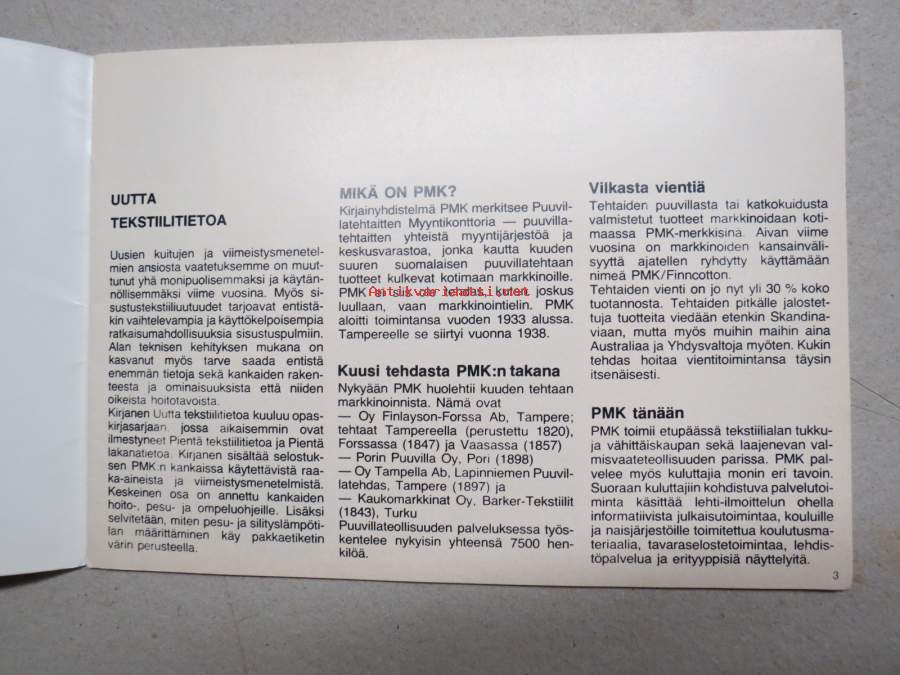 UUTTA
TEKSTIILITIETOA
Uusien kuitujen ja viimeistysmenetel-
mien ansiosta vaatetuksemme on muut-
tunut yhä monipuolisemmaksi ja käytän-
nöllisemmäksi viime vuosina. Myös si-
sustustekstiiliuutuudet tarjoavat entistä-
kin vaihtelevampia ja käyttökelpoisempia
ratkaisumahdollisuuksia sisustuspulmiin.
Alan teknisen kehityksen mukana on
kasvanut myös tarve saada entistä
enemmän tietoja sekä kankaiden raken-
teesta ja ominaisuuksista että niiden
oikeista hoitotavoista.
Kirjanen Uutta tekstiilitietoa kuuluu opas-
kirjasarjaan, jossa aikaisemmin ovat
ilmestyneet Pientä tekstiilitietoa ja Pientä
lakanatietoa. Kirjanen sisältää selostuk-
sen PMK:n kankaissa käytettävistä raa-
ka-aineista ja viimeistysmenetelmistä.
Keskeinen osa on annettu kankaiden
hoito-, pesu- ja ompeluohjeille. Lisäksi
selvitetään, miten pesu- ja silityslämpöti-
lan määrittäminen käy pakkaetiketin
värin perusteella.
MIKÄ ON PMK?
Kirjainyhdistelmä PMK merkitsee Puuvil-
latehtaitten Myyntikonttoria — puuvilla-
tehtaitten yhteistä myyntijärjestöä ja
keskusvarastoa, jonka kautta kuuden
suuren suomalaisen puuvillatehtaan
tuotteet kulkevat kotimaan markkinoille.
PMK ei siis ole tehdas, kuten joskus
luullaan, vaan markkinointielin. PMK
aloitti toimintansa vuoden 1933 alussa.
Tampereelle se siirtyi vuonna 1938.
Kuusi tehdasta PMK:n takana
Nykyään PMK huolehtii kuuden tehtaan
markkinoinnista. Nämä ovat
— Oy Finlayson-Forssa Ab, Tampere;
tehtaat Tampereella (perustettu 1820),
Forssassa (1847) ja Vaasassa (1857)
— Porin Puuvilla Oy, Pori (1898)
— Oy Tampella Ab, Lapinniemen Puuvil-
latehdas, Tampere (1897) ja
— Kaukomarkkinat Oy, Barker-Tekstiilit
(1843), Turku
Puuvillateollisuuden palveluksessa työs-
kentelee nykyisin yhteensä 7500 hen-
kilöä.
Vilkasta vientiä
Tehtaiden puuvillasta tai katkokuidusta
valmistetut tuotteet markkinoidaan koti-
maassa PMK-merkkisinä. Aivan viime
vuosina on markkinoiden kansainväli-
syyttä ajatellen ryhdytty käyttämään
nimeä PMK/Finncotton.
Tehtaiden vienti on jo nyt yli 30 % koko
tuotannosta. Tehtaiden pitkälle jalostet-
tuja tuotteita viedään etenkin Skandina-
viaan, mutta myös muihin maihin aina
Australiaa ja Yhdysvaltoja myöten. Kukin
tehdas hoitaa vientitoimintansa täysin
itsenäisesti.
PMK tänään
PMK toimii etupäässä tekstiilialan tukku-
ja vähittäiskaupan sekä laajenevan val-
misvaateteollisuuden parissa. PMK pal-
velee myös kuluttajia monin eri tavoin.
Suoraan kuluttajiin kohdistuva palvelutoi-
minta käsittää lehti-ilmoittelun ohella
informatiivista julkaisutoimintaa, kouluille
ja naisjärjestöille toimitettua koulutusma-
teriaalia, tavaraselostetoimintaa, lehdis-
töpalvelua ja erityyppisiä näyttelyitä.
3